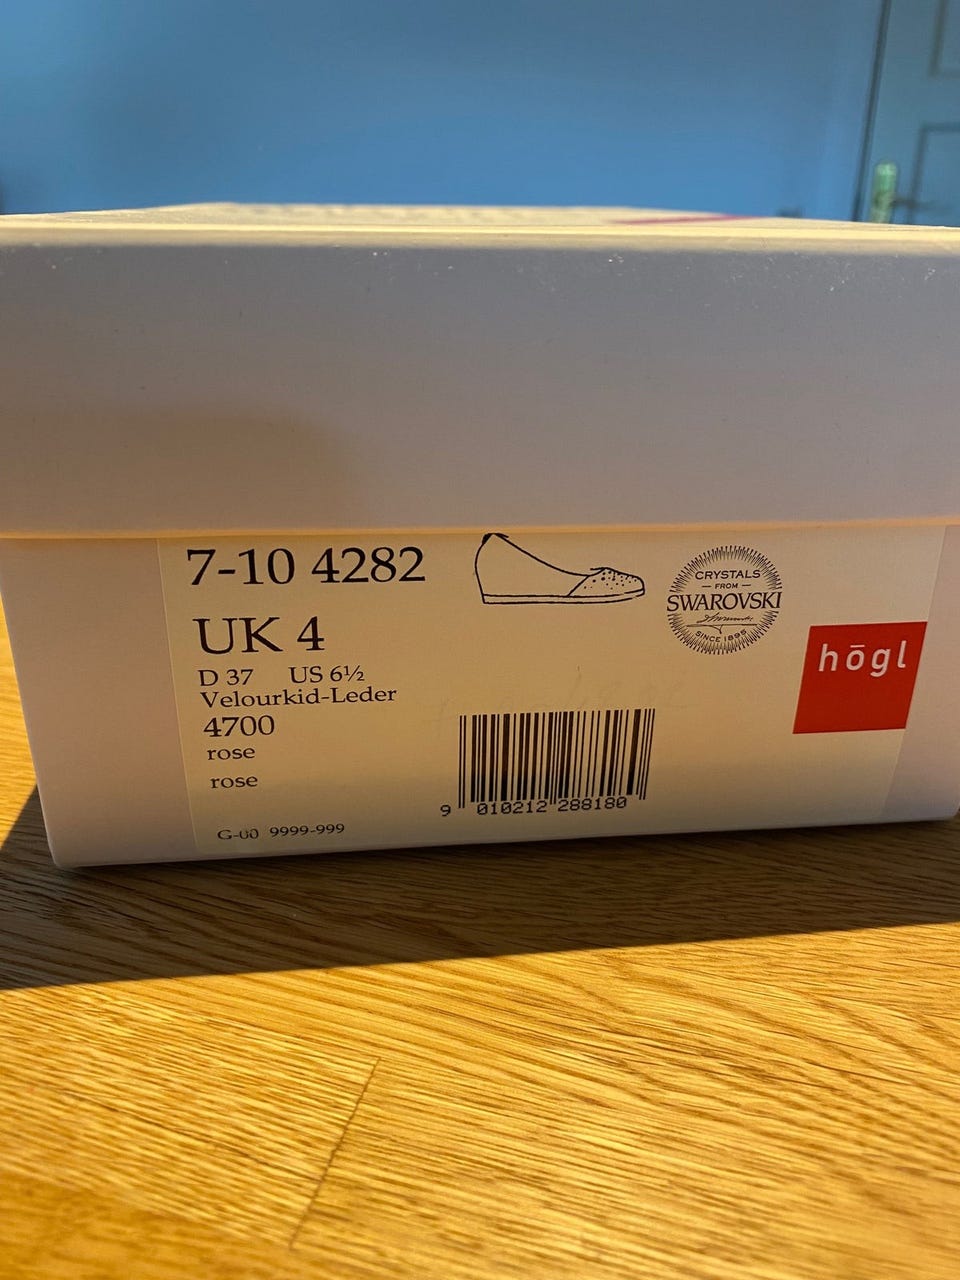 7-10 4282
UK 4
D 37 US 6½
Velourkid-Leder
4700
rose
rose
G-00 9999-999
CRYSTALS
FROM
SWAROVSKI
SINCE 1895
högl
9 010212 288180